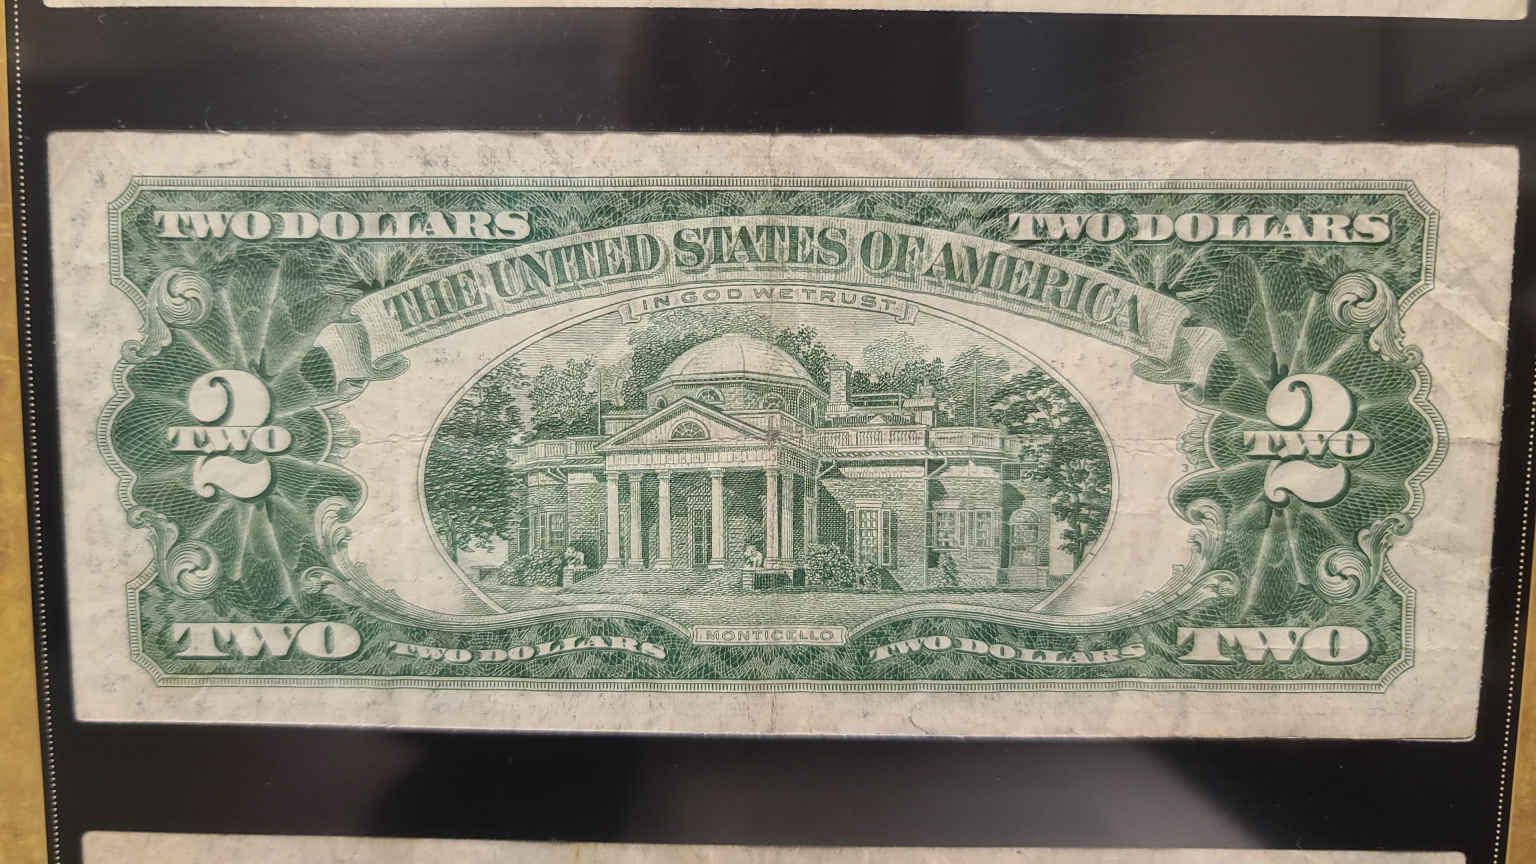 TWO DOLLARS
TWO DOLLARS
THE UNITED STATES OF AMERICA
IN GOD WE TRUST
2
TWO
2
TWO
TWO
TWO DOLLARS
MONTICELLO
TWO DOLLARS
TWO